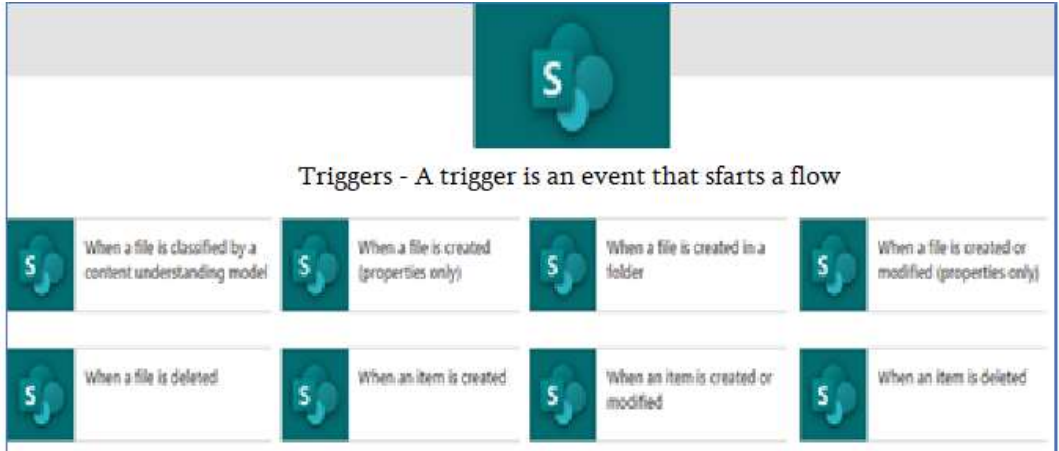 S
Triggers - A trigger is an event that sfarts a flow
S
When a file is classified by a
content understanding model
S
When a file is created
(properties only)
S
When a file is created in a
folder
S
When a file is created or
modified (properties only)
S
When a file is deleted
S
When an item is created
S
When an item is created or
modified
S
When an item is deleted